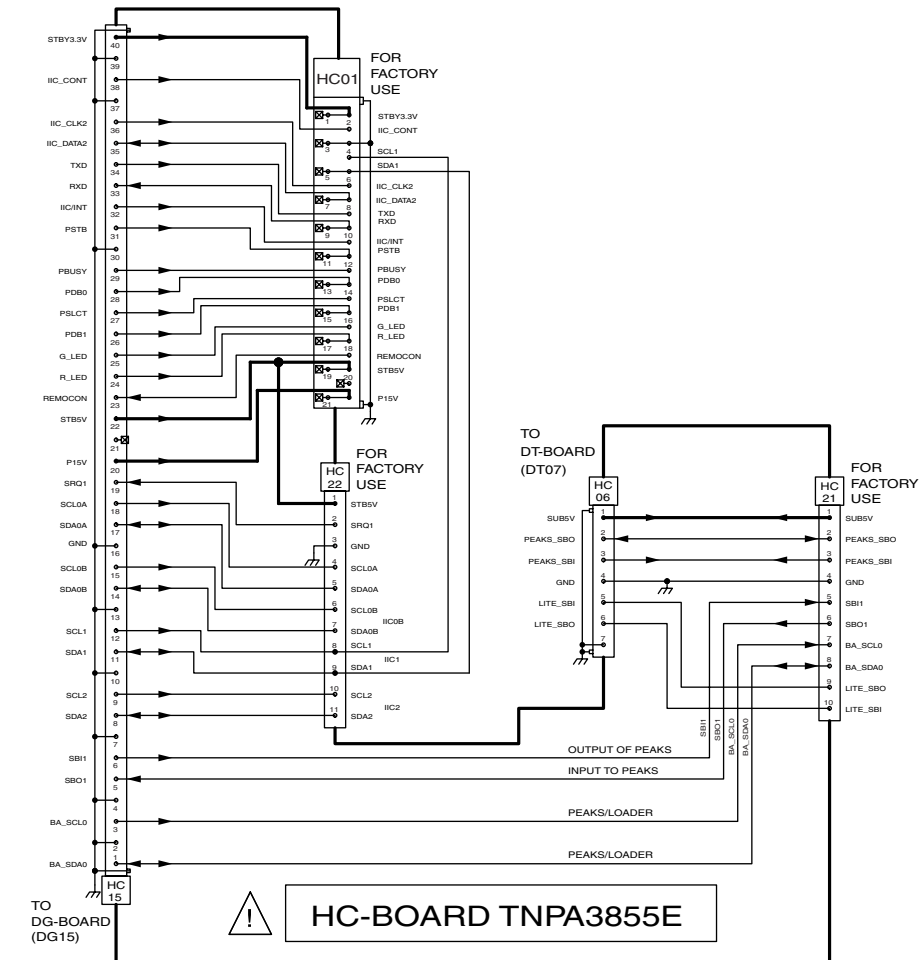 STBY3.3V
40
39
IIC_CONT
38
37
IIC_CLK2
36
IIC_DATA2
35
TXD
34
RXD
33
IIC/INT
32
PSTB
31
30
PBUSY
29
PDB0
28
PSLCT
27
PDB1
26
G_LED
25
R_LED
24
REMOCON
23
STB5V
22
21
P15V
20
SRQ1
19
SCL0A
18
SDA0A
17
GND
16
SCL0B
15
SDA0B
14
13
SCL1
12
SDA1
11
10
SCL2
9
SDA2
8
7
SBI1
6
SBO1
5
4
BA_SCL0
3
2
BA_SDA0
1
HC
15
TO
DG-BOARD
(DG15)
HC01
FOR
FACTORY
USE
1
2
STBY3.3V
IIC_CONT
3
4
SCL1
SDA1
5
6
IIC_CLK2
IIC_DATA2
7
8
TXD
RXD
9
10
IIC/INT
PSTB
11
12
PBUSY
PDB0
13
14
PSLCT
PDB1
15
16
G_LED
R_LED
17
18
REMOCON
STB5V
19
20
P15V
21
HC
22
FOR
FACTORY
USE
1
STB5V
2
SRQ1
3
GND
4
SCL0A
5
SDA0A
6
SCL0B
IIC0B
7
SDA0B
8
SCL1
IIC1
9
SDA1
10
SCL2
IIC2
11
SDA2
TO
DT-BOARD
(DT07)
HC
06
SUB5V
1
PEAKS_SBO
2
PEAKS_SBI
3
GND
4
LITE_SBI
5
LITE_SBO
6
7
FOR
FACTORY
USE
HC
21
1
SUB5V
2
PEAKS_SBO
3
PEAKS_SBI
4
GND
5
SBI1
6
SBO1
7
BA_SCL0
8
BA_SDA0
9
LITE_SBO
10
LITE_SBI
SBI1
SBO1
BA_SCL0
BA_SDA0
OUTPUT OF PEAKS
INPUT TO PEAKS
PEAKS/LOADER
PEAKS/LOADER
!
HC-BOARD TNPA3855E